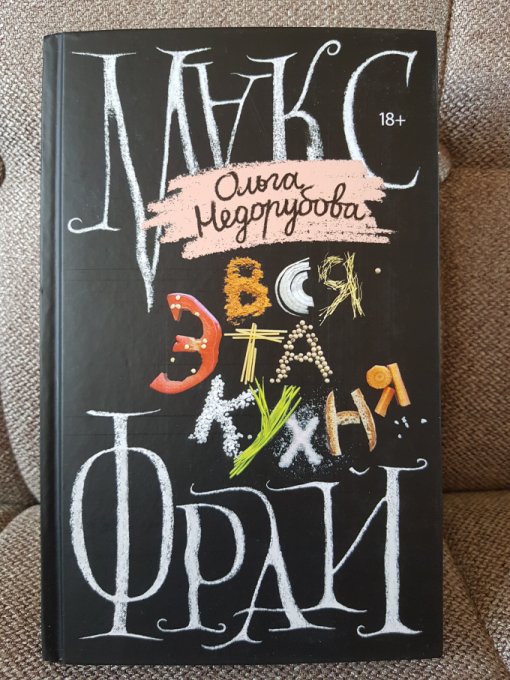 МАКС
18+
Ольга
Недорубова
ВСЯ
ЭТА
КУХНЯ
ФРАЙ